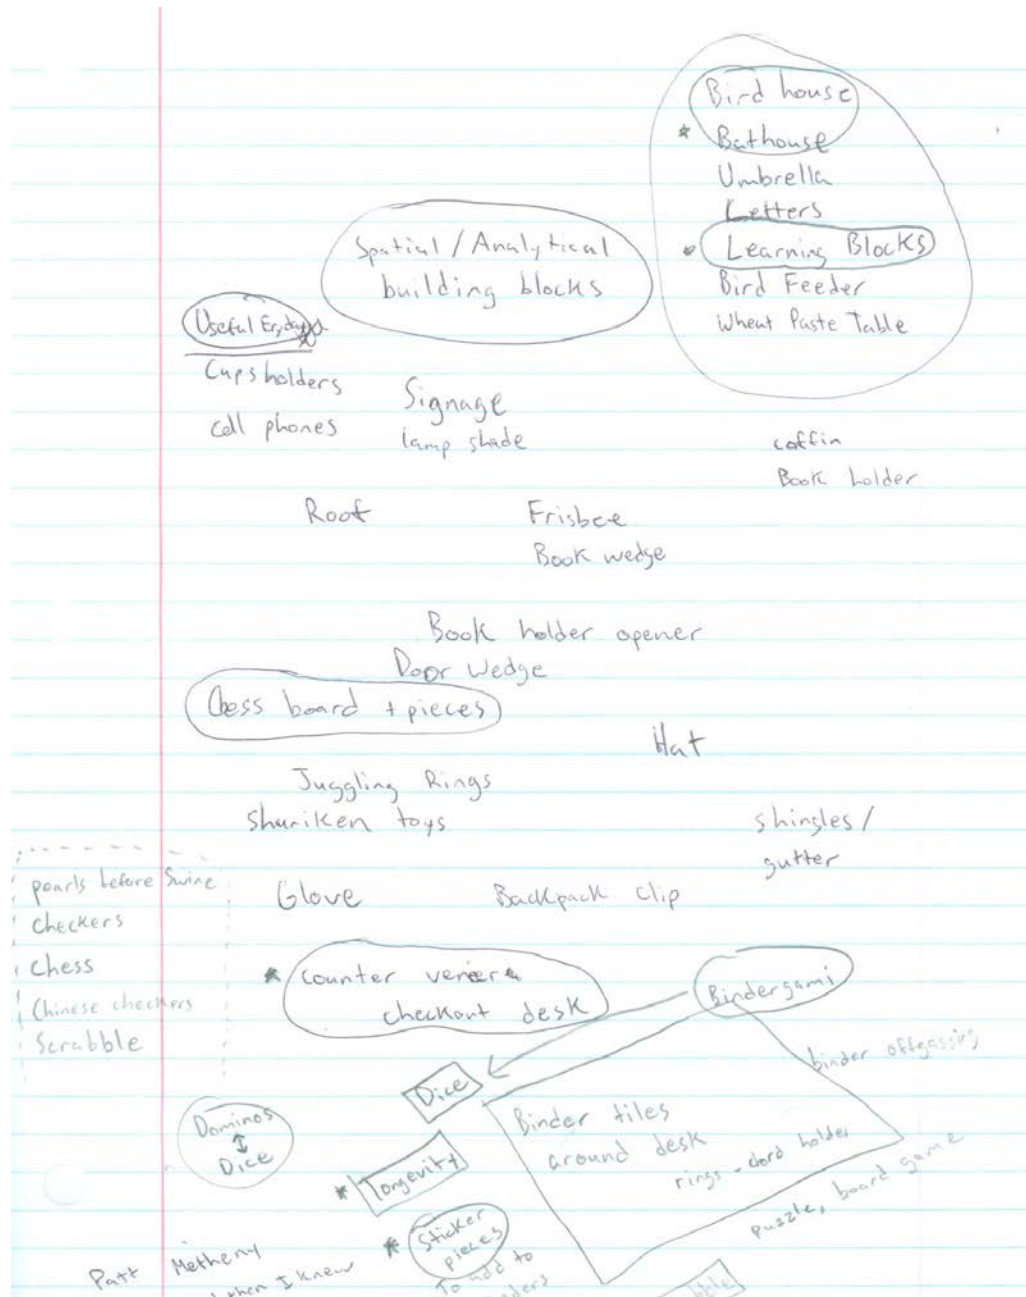 Bird house
Bathouse
Umbrella
Letters
Learning Blocks
Bird Feeder
Wheat Paste Table
Spatial / Analytical
building blocks
Useful
Cups holders
cell phones
Signage
lamp shade
coffin
Book holder
Roof
Frisbee
Book wedge
Book holder opener
Door Wedge
Chess board + pieces
Hat
Juggling Rings
Shuriken toys
shingles /
gutter
pearls before Swine
checkers
Chess
Chinese checkers
Scrabble
Glove
Backpack Clip
counter
checkout desk
Bindergami
binder offgassing
Dice
Dominos
Dice
Longevity
Binder tiles
around desk
rings - holder
puzzle, board game
Sticker
pieces
To add to
Patt Metheny
then I knew